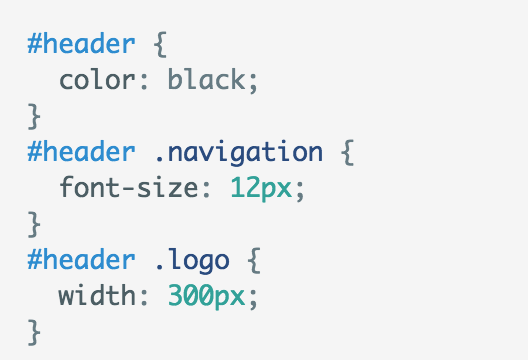 #header {
  color: black;
}
#header .navigation {
  font-size: 12px;
}
#header .logo {
  width: 300px;
}